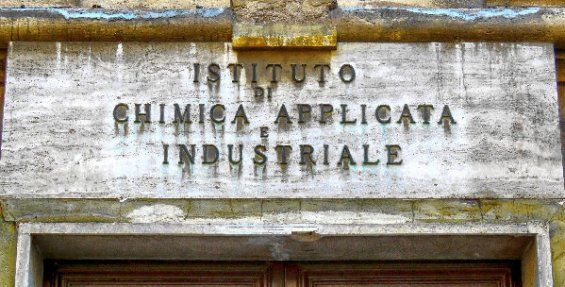 ISTITUTO
DI
CHIMICA APPLICATA
E
INDUSTRIALE